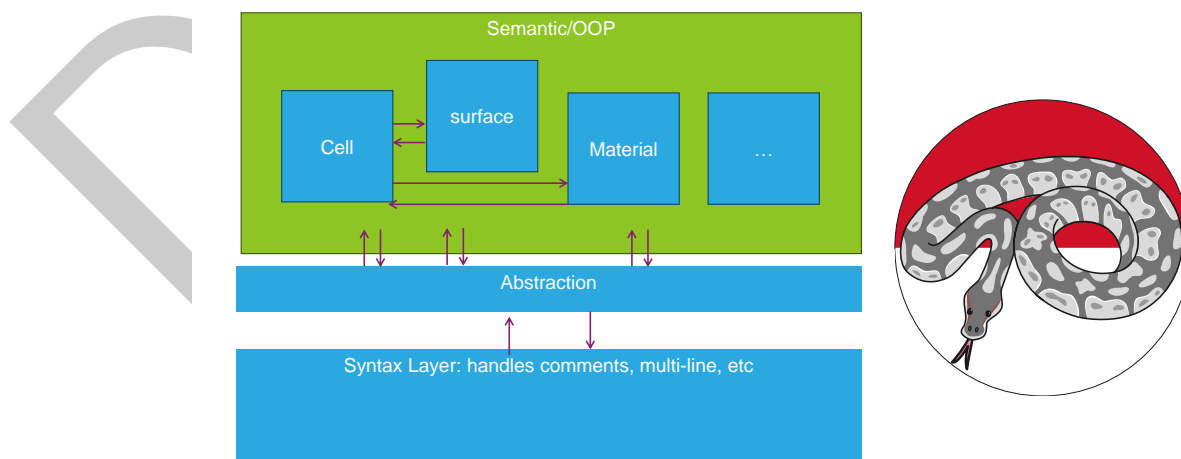 Semantic/OOP
surface
Cell
Material
…
Abstraction
Syntax Layer: handles comments, multi-line, etc